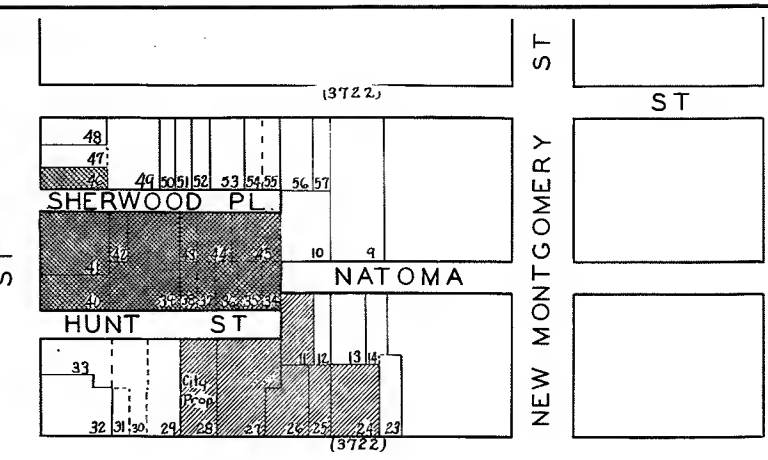 (3722)
ST
ST
48
47
46
49 50 51 52 53 54 55 56 57
SHERWOOD PL.
ST
42 43 44 45 10 9
41
NATOMA
40 39 38 37 36 35 34
HUNT ST
NEW MONTGOMERY
33 11 12 13 14
City
Prop
32 31 30 29 28 27 26 25 24 23
(3722)